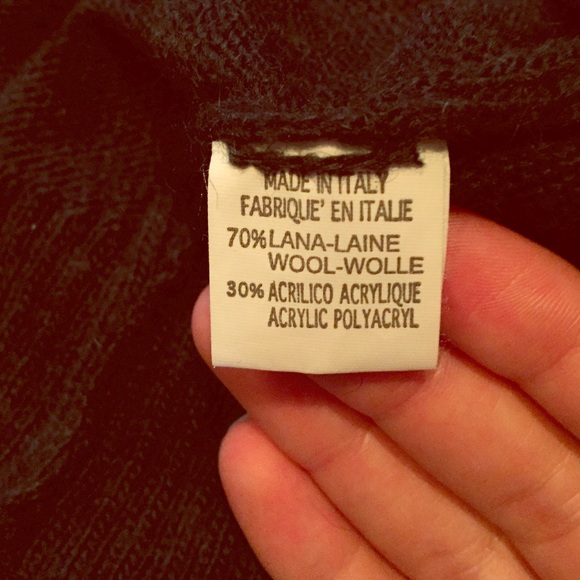 MADE IN ITALY
FABRIQUE' EN ITALIE
70% LANA-LAINE
WOOL-WOLLE
30% ACRILICO ACRYLIQUE
ACRYLIC POLYACRYL